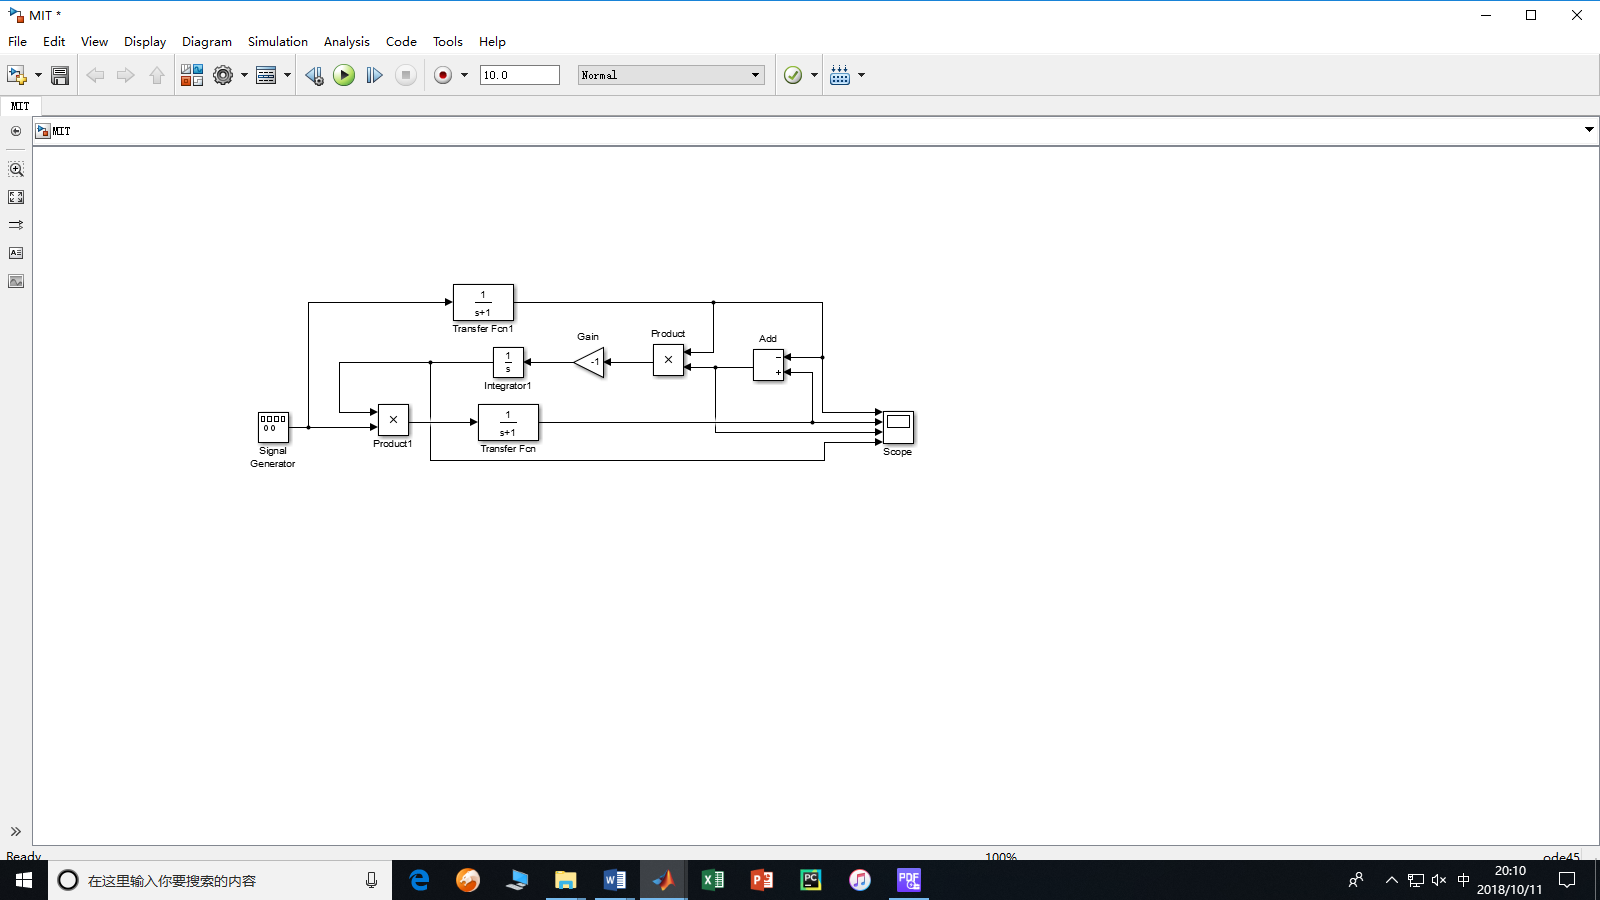 MIT *
File Edit View Display Diagram Simulation Analysis Code Tools Help
10.0 Normal
MIT
MIT
1
s+1
Transfer Fcn1
Gain
-1
Product
×
Add
−
+
1
s
Integrator1
×
Product1
1
s+1
Transfer Fcn
Signal
Generator
Scope
Ready 100% ode45
在这里输入你要搜索的内容
中
20:10
2018/10/11